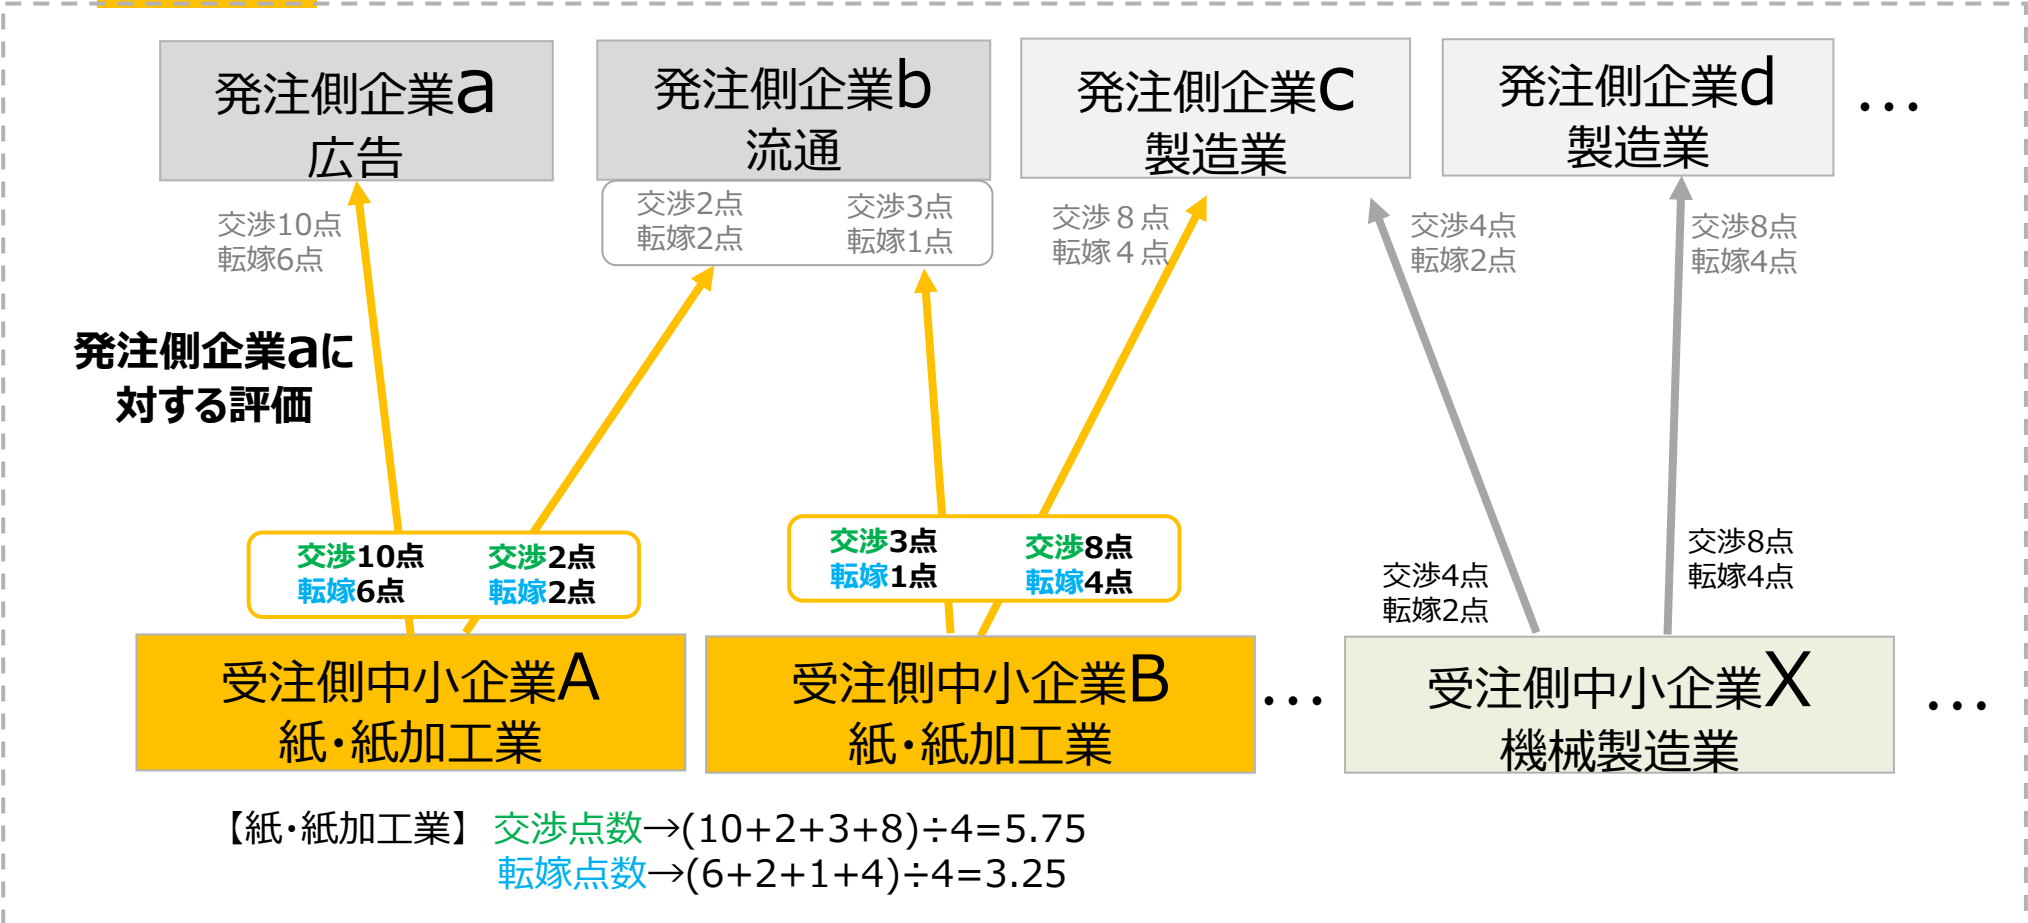 発注側企業a
広告
発注側企業b
流通
発注側企業c
製造業
発注側企業d
製造業
…
交渉10点
転嫁6点
交渉2点
転嫁2点
交渉3点
転嫁1点
交渉８点
転嫁４点
交渉4点
転嫁2点
交渉8点
転嫁4点
発注側企業aに
対する評価
交渉10点
転嫁6点
交渉2点
転嫁2点
交渉3点
転嫁1点
交渉8点
転嫁4点
交渉4点
転嫁2点
交渉8点
転嫁4点
受注側中小企業A
紙・紙加工業
受注側中小企業B
紙・紙加工業
…
受注側中小企業X
機械製造業
…
【紙・紙加工業】交渉点数→(10+2+3+8)÷4=5.75
転嫁点数→(6+2+1+4)÷4=3.25